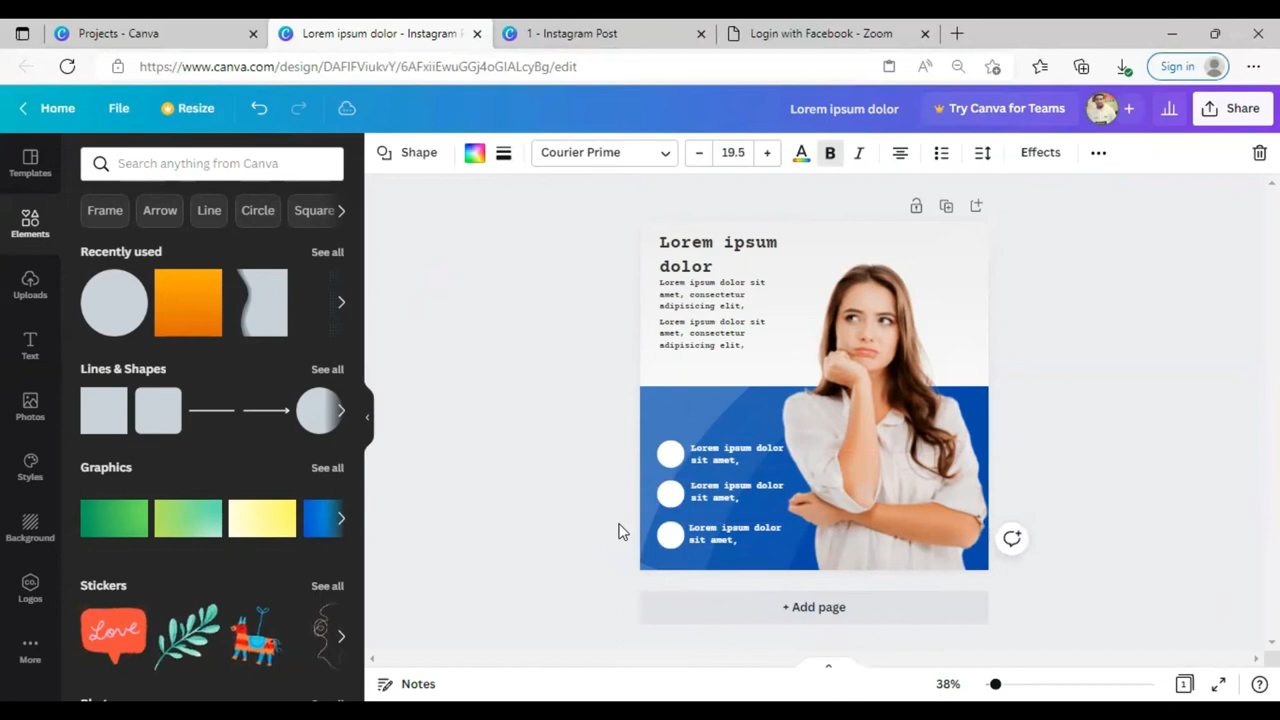 Projects - Canva
Lorem ipsum dolor - Instagram
1 - Instagram Post
Login with Facebook - Zoom
https://www.canva.com/design/DAFIFViukvY/6AFxiiEwuGGj4oGIALcyBg/edit
Sign in
Home
File
Resize
Lorem ipsum dolor
Try Canva for Teams
Share
Templates
Elements
Uploads
Text
Photos
Styles
Background
CO.
Logos
More
Search anything from Canva
Frame
Arrow
Line
Circle
Square
Recently used
See all
Lines & Shapes
See all
Graphics
See all
Stickers
See all
Love
Shape
Courier Prime
19.5
A
B
I
Effects
Lorem ipsum
dolor
Lorem ipsum dolor sit
amet, consectetur
adipisicing elit,
Lorem ipsum dolor sit
amet, consectetur
adipisicing elit,
Lorem ipsum dolor
sit amet,
Lorem ipsum dolor
sit amet,
Lorem ipsum dolor
sit amet,
+ Add page
Notes
38%
1